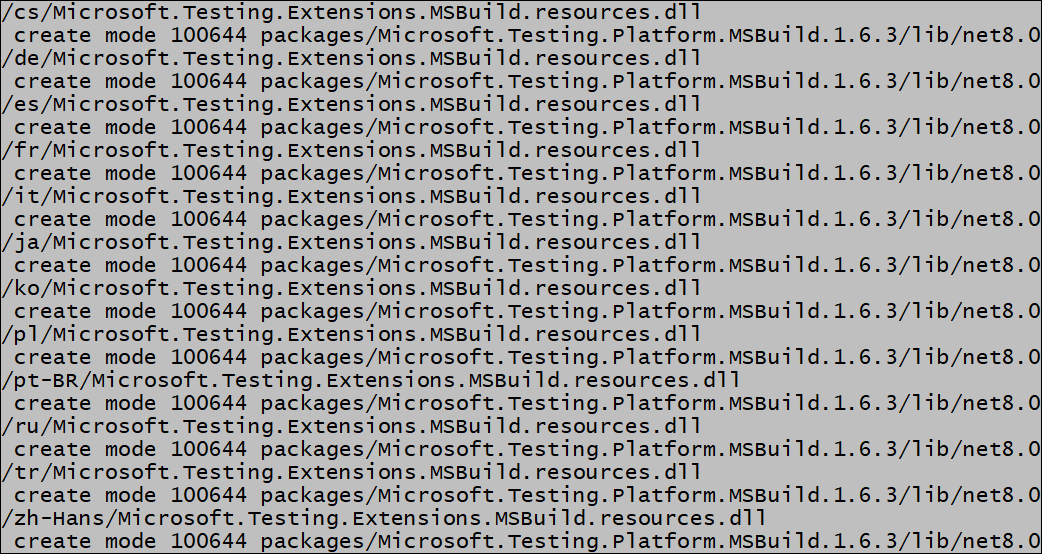 /cs/Microsoft.Testing.Extensions.MSBuild.resources.dll
 create mode 100644 packages/Microsoft.Testing.Platform.MSBuild.1.6.3/lib/net8.0
/de/Microsoft.Testing.Extensions.MSBuild.resources.dll
 create mode 100644 packages/Microsoft.Testing.Platform.MSBuild.1.6.3/lib/net8.0
/es/Microsoft.Testing.Extensions.MSBuild.resources.dll
 create mode 100644 packages/Microsoft.Testing.Platform.MSBuild.1.6.3/lib/net8.0
/fr/Microsoft.Testing.Extensions.MSBuild.resources.dll
 create mode 100644 packages/Microsoft.Testing.Platform.MSBuild.1.6.3/lib/net8.0
/it/Microsoft.Testing.Extensions.MSBuild.resources.dll
 create mode 100644 packages/Microsoft.Testing.Platform.MSBuild.1.6.3/lib/net8.0
/ja/Microsoft.Testing.Extensions.MSBuild.resources.dll
 create mode 100644 packages/Microsoft.Testing.Platform.MSBuild.1.6.3/lib/net8.0
/ko/Microsoft.Testing.Extensions.MSBuild.resources.dll
 create mode 100644 packages/Microsoft.Testing.Platform.MSBuild.1.6.3/lib/net8.0
/pl/Microsoft.Testing.Extensions.MSBuild.resources.dll
 create mode 100644 packages/Microsoft.Testing.Platform.MSBuild.1.6.3/lib/net8.0
/pt-BR/Microsoft.Testing.Extensions.MSBuild.resources.dll
 create mode 100644 packages/Microsoft.Testing.Platform.MSBuild.1.6.3/lib/net8.0
/ru/Microsoft.Testing.Extensions.MSBuild.resources.dll
 create mode 100644 packages/Microsoft.Testing.Platform.MSBuild.1.6.3/lib/net8.0
/tr/Microsoft.Testing.Extensions.MSBuild.resources.dll
 create mode 100644 packages/Microsoft.Testing.Platform.MSBuild.1.6.3/lib/net8.0
/zh-Hans/Microsoft.Testing.Extensions.MSBuild.resources.dll
 create mode 100644 packages/Microsoft.Testing.Platform.MSBuild.1.6.3/lib/net8.0